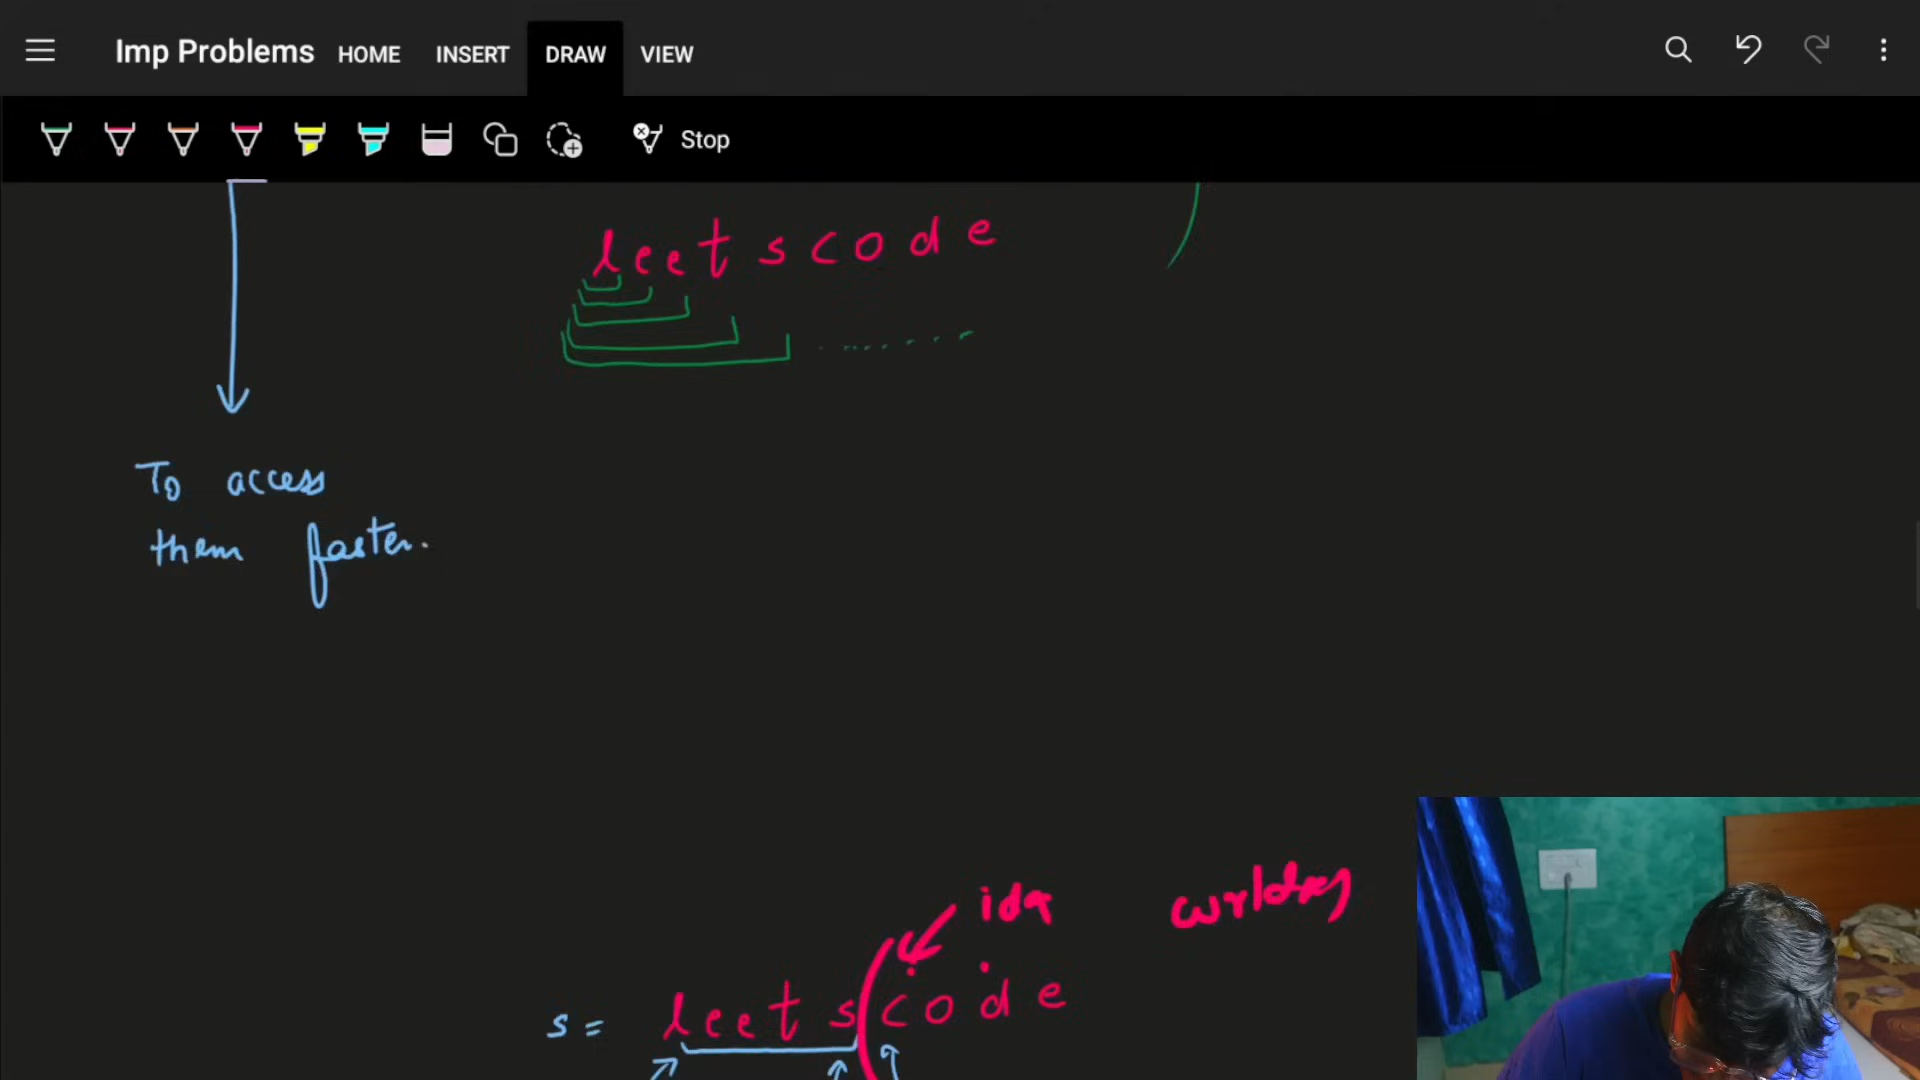 Imp Problems HOME INSERT DRAW VIEW
Stop
leetscode
To access
them faster.
idx
s = leetscode